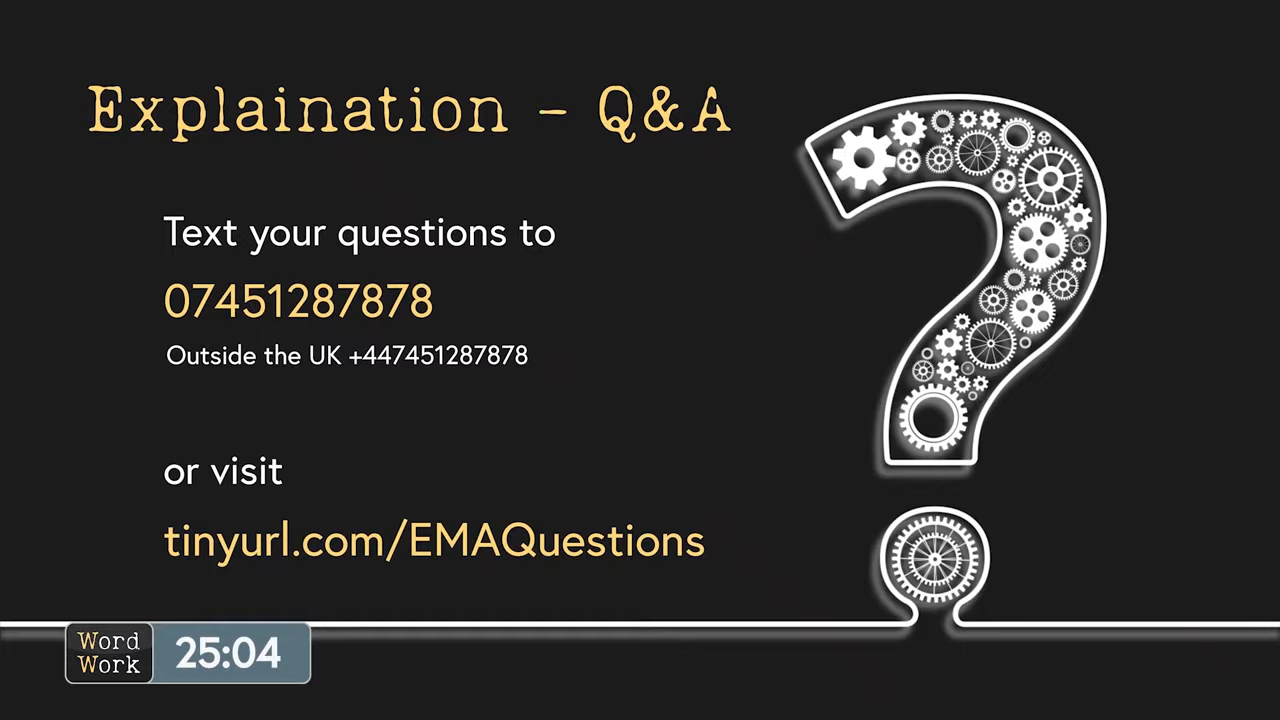 Explaination - Q&A
Text your questions to
07451287878
Outside the UK +447451287878
or visit
tinyurl.com/EMAQuestions
Word
Work
25:04